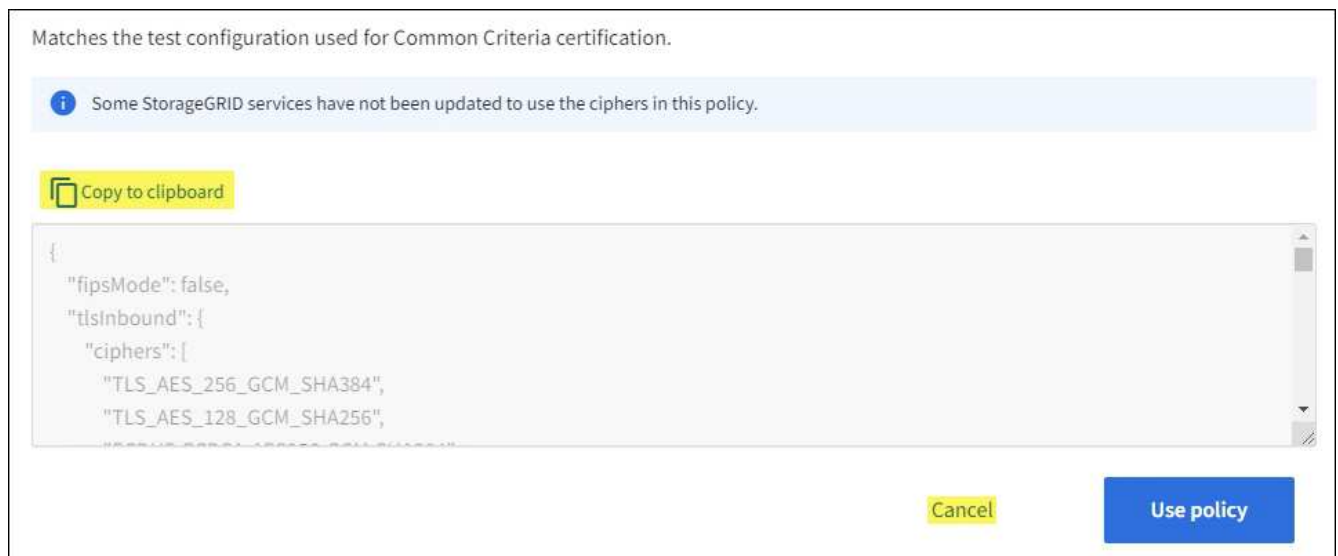 Matches the test configuration used for Common Criteria certification.
Some StorageGRID services have not been updated to use the ciphers in this policy.
Copy to clipboard
{
"fipsMode": false,
"tlsInbound": {
"ciphers": [
"TLS_AES_256_GCM_SHA384",
"TLS_AES_128_GCM_SHA256",
Cancel
Use policy